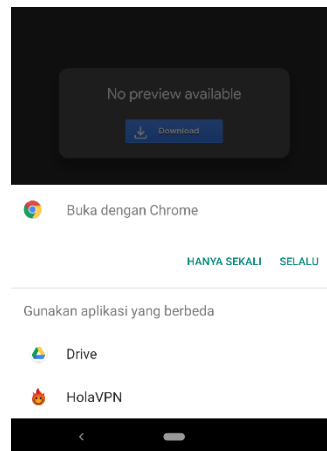 No preview available
Download
Buka dengan Chrome
HANYA SEKALI SELALU
Gunakan aplikasi yang berbeda
Drive
HolaVPN